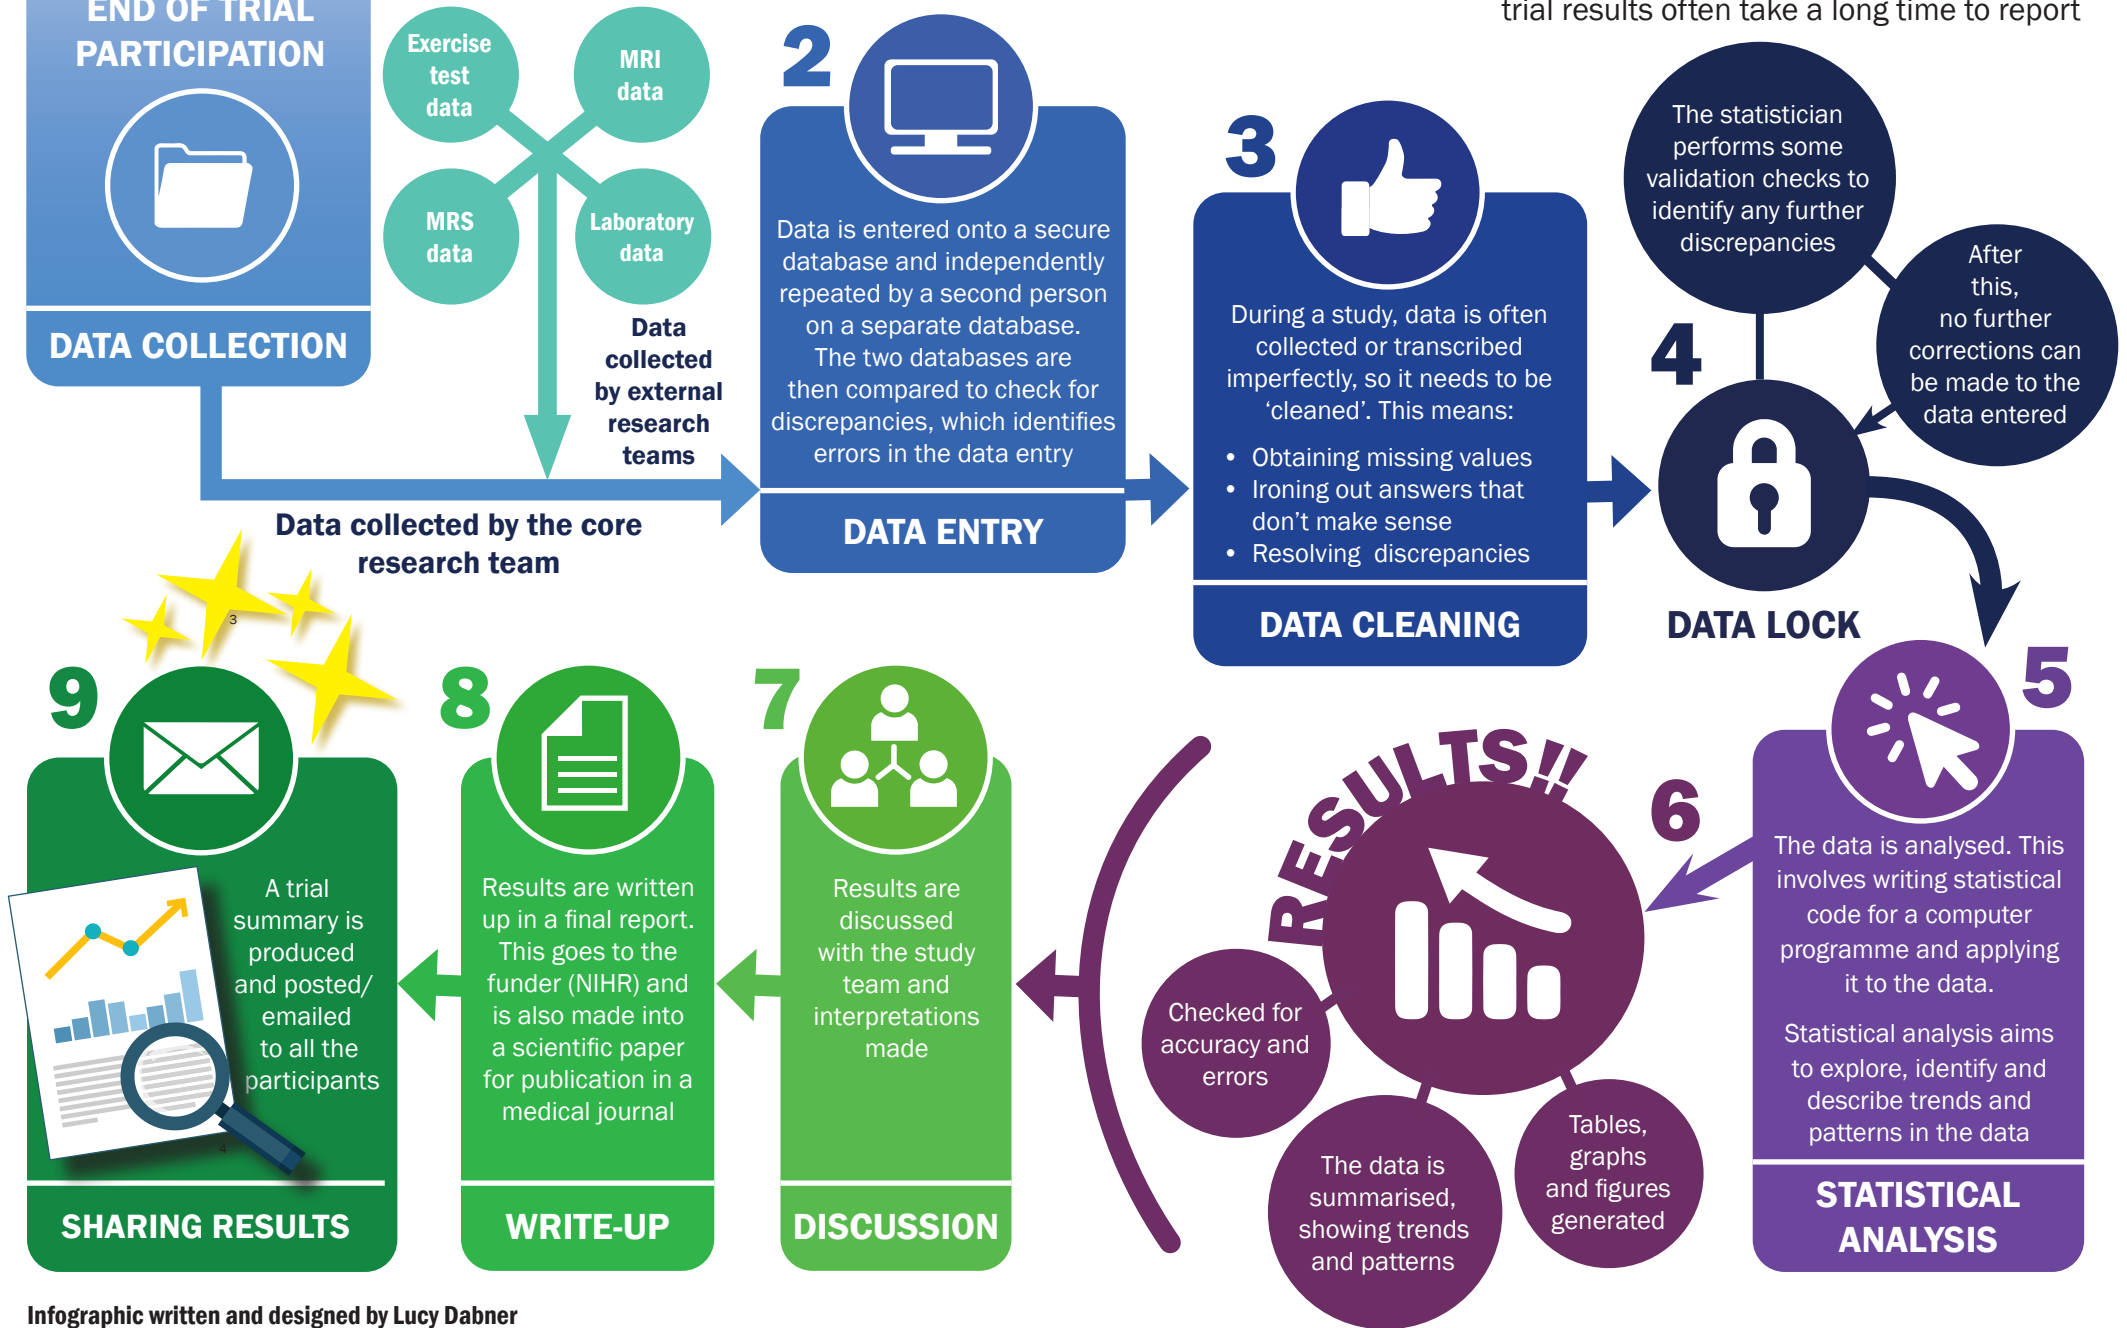 trial results often take a long time to report
END OF TRIAL
PARTICIPATION
DATA COLLECTION
Exercise
test
data
MRI
data
MRS
data
Laboratory
data
Data
collected
by external
research
teams
Data collected by the core
research team
2
Data is entered onto a secure
database and independently
repeated by a second person
on a separate database.
The two databases are
then compared to check for
discrepancies, which identifies
errors in the data entry
DATA ENTRY
3
During a study, data is often
collected or transcribed
imperfectly, so it needs to be
‘cleaned’. This means:
• Obtaining missing values
• Ironing out answers that
don’t make sense
• Resolving discrepancies
DATA CLEANING
The statistician
performs some
validation checks to
identify any further
discrepancies
After
this,
no further
corrections can
be made to the
data entered
4
DATA LOCK
5
The data is analysed. This
involves writing statistical
code for a computer
programme and applying
it to the data.
Statistical analysis aims
to explore, identify and
describe trends and
patterns in the data
STATISTICAL
ANALYSIS
6
RESULTS!!
Checked for
accuracy and
errors
The data is
summarised,
showing trends
and patterns
Tables,
graphs
and figures
generated
7
Results are
discussed
with the study
team and
interpretations
made
DISCUSSION
8
Results are written
up in a final report.
This goes to the
funder (NIHR) and
is also made into
a scientific paper
for publication in a
medical journal
WRITE-UP
3
9
A trial
summary is
produced
and posted/
emailed
to all the
participants
4
SHARING RESULTS
Infographic written and designed by Lucy Dabner